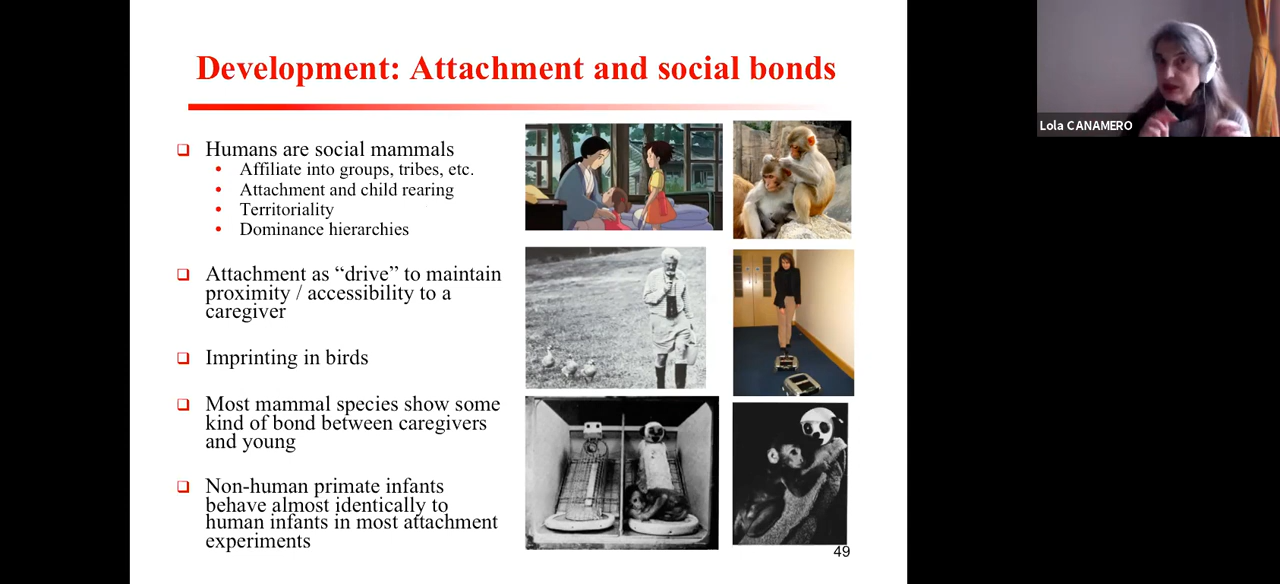 Development: Attachment and social bonds
Humans are social mammals
Affiliate into groups, tribes, etc.
Attachment and child rearing
Territoriality
Dominance hierarchies
Attachment as “drive” to maintain
proximity / accessibility to a
caregiver
Imprinting in birds
Most mammal species show some
kind of bond between caregivers
and young
Non-human primate infants
behave almost identically to
human infants in most attachment
experiments
49
Lola CANAMERO